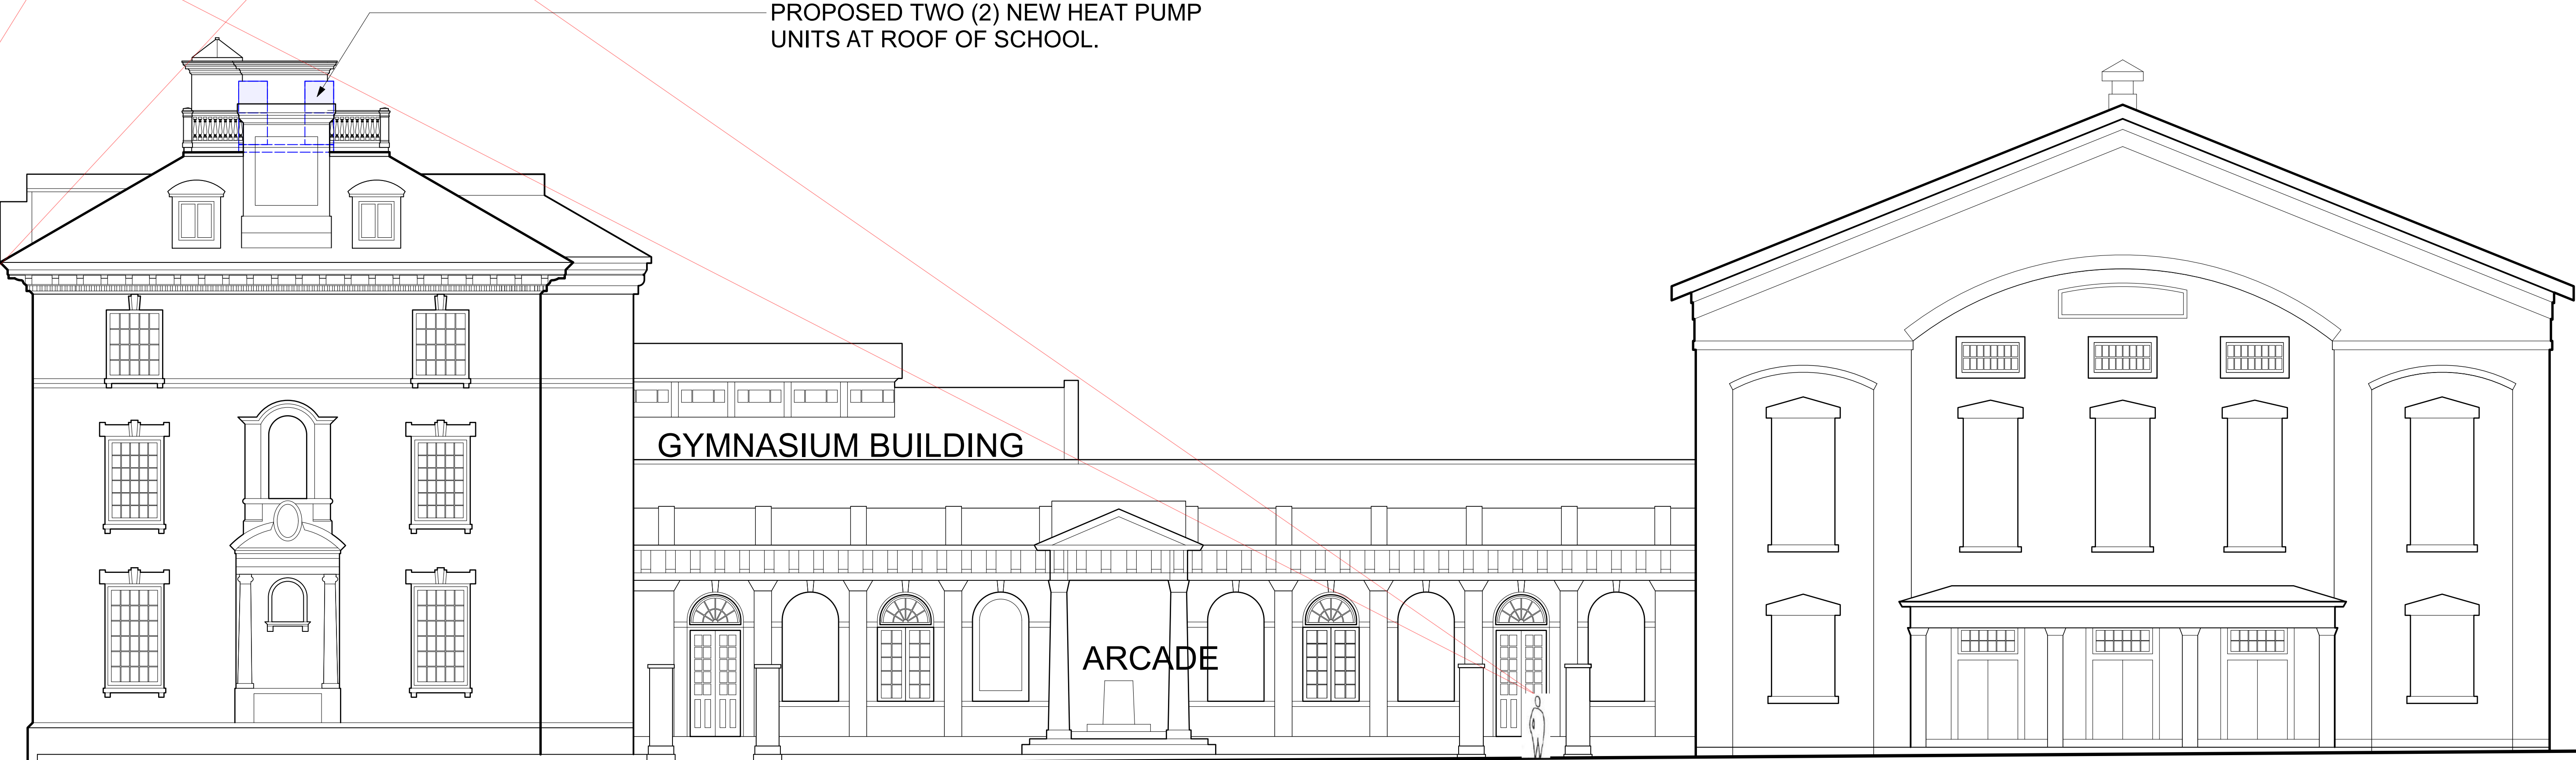 PROPOSED TWO (2) NEW HEAT PUMP
UNITS AT ROOF OF SCHOOL.
GYMNASIUM BUILDING
ARCADE